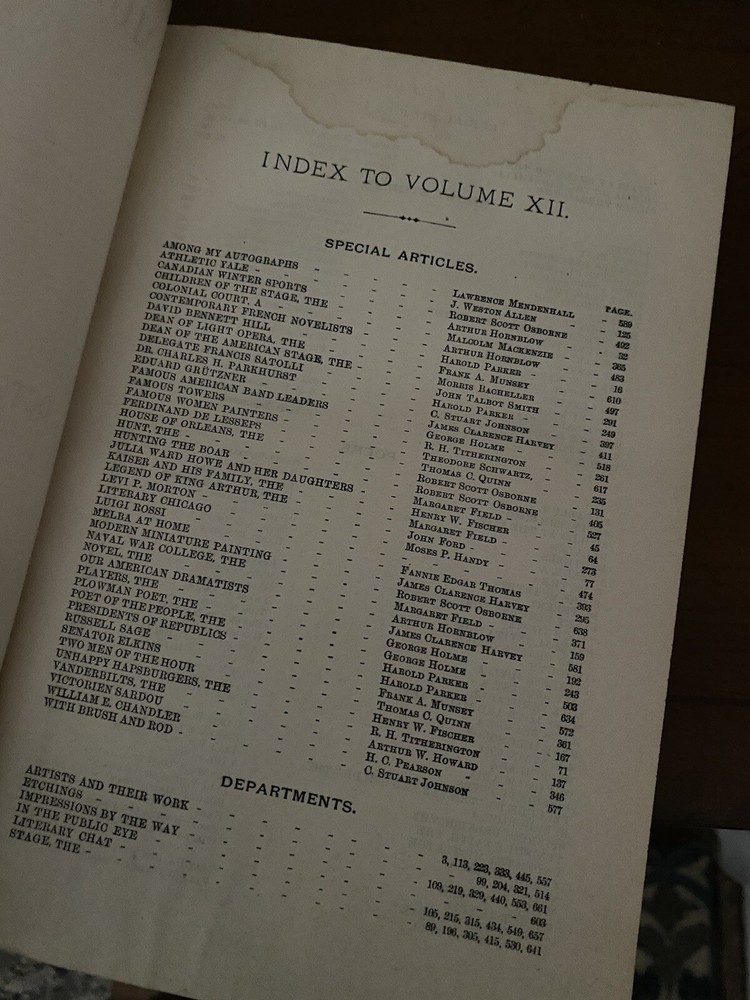 INDEX TO VOLUME XII.
SPECIAL ARTICLES.
PAGE.
AMONG MY AUTOGRAPHS - LAWRENCE MENDENHALL - 589
ATHLETIC YALE - J. WESTON ALLEN - 125
CANADIAN WINTER SPORTS - ROBERT SCOTT OSBORNE - 492
CHILDREN OF THE STAGE, THE - ARTHUR HORNBLOW - 32
COLONIAL COURT, A - MALCOLM MACKENZIE - 365
CONTEMPORARY FRENCH NOVELISTS - ARTHUR HORNBLOW - 483
DAVID BENNETT HILL - HAROLD PARKER - 16
DEAN OF LIGHT OPERA, THE - FRANK A. MUNSEY - 610
DEAN OF THE AMERICAN STAGE, THE - MORRIS BACHELLER - 497
DELEGATE FRANCIS SATOLLI - JOHN TALBOT SMITH - 291
DR. CHARLES H. PARKHURST - HAROLD PARKER - 249
EDUARD GRÜTZNER - C. STUART JOHNSON - 397
FAMOUS AMERICAN BAND LEADERS - JAMES CLARENCE HARVEY - 411
FAMOUS TOWERS - GEORGE HOLME - 518
FAMOUS WOMEN PAINTERS - R. H. TITHERINGTON - 261
FERDINAND DE LESSEPS - THEODORE SCHWARTZ, - 617
HOUSE OF ORLEANS, THE - THOMAS C. QUINN - 235
HUNT, THE - ROBERT SCOTT OSBORNE - 131
HUNTING THE BOAR - ROBERT SCOTT OSBORNE - 405
JULIA WARD HOWE AND HER DAUGHTERS - MARGARET FIELD - 527
KAISER AND HIS FAMILY, THE - HENRY W. FISCHER - 45
LEGEND OF KING ARTHUR, THE - MARGARET FIELD - 64
LEVI P. MORTON - JOHN FORD - 273
LITERARY CHICAGO - MOSES P. HANDY - 77
LUIGI ROSSI - 474
MELBA AT HOME - FANNIE EDGAR THOMAS - 393
MODERN MINIATURE PAINTING - JAMES CLARENCE HARVEY - 295
NAVAL WAR COLLEGE, THE - ROBERT SCOTT OSBORNE - 638
NOVEL, THE - MARGARET FIELD - 371
OUR AMERICAN DRAMATISTS - ARTHUR HORNBLOW - 159
PLAYERS, THE - JAMES CLARENCE HARVEY - 581
PLOWMAN POET, THE - GEORGE HOLME - 192
POET OF THE PEOPLE, THE - GEORGE HOLME - 243
PRESIDENTS OF REPUBLICS - HAROLD PARKER - 503
RUSSELL SAGE - HAROLD PARKER - 634
SENATOR ELKINS - FRANK A. MUNSEY - 572
TWO MEN OF THE HOUR - THOMAS C. QUINN - 361
UNHAPPY HAPSBURGERS, THE - HENRY W. FISCHER - 167
VANDERBILTS, THE - R. H. TITHERINGTON - 71
VICTORIEN SARDOU - ARTHUR W. HOWARD - 137
WILLIAM E. CHANDLER - H. C. PEARSON - 346
WITH BRUSH AND ROD - C. STUART JOHNSON - 577
DEPARTMENTS.
ARTISTS AND THEIR WORK - 3, 113, 223, 333, 445, 557
ETCHINGS - 99, 204, 321, 514
IMPRESSIONS BY THE WAY - 109, 219, 329, 440, 553, 661
IN THE PUBLIC EYE - 603
LITERARY CHAT - 105, 215, 315, 434, 549, 657
STAGE, THE - 89, 196, 305, 415, 530, 641